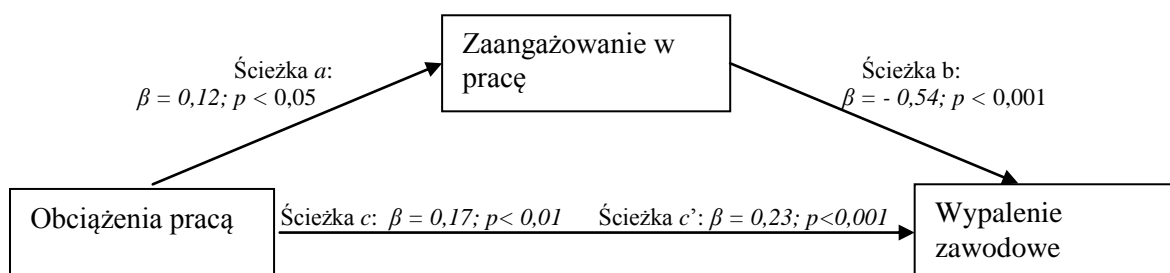 Zaangażowanie w
pracę
Ścieżka a:
β = 0,12; p < 0,05
Ścieżka b:
β = - 0,54; p < 0,001
Obciążenia pracą
Ścieżka c: β = 0,17; p< 0,01
Ścieżka c’: β = 0,23; p<0,001
Wypalenie
zawodowe